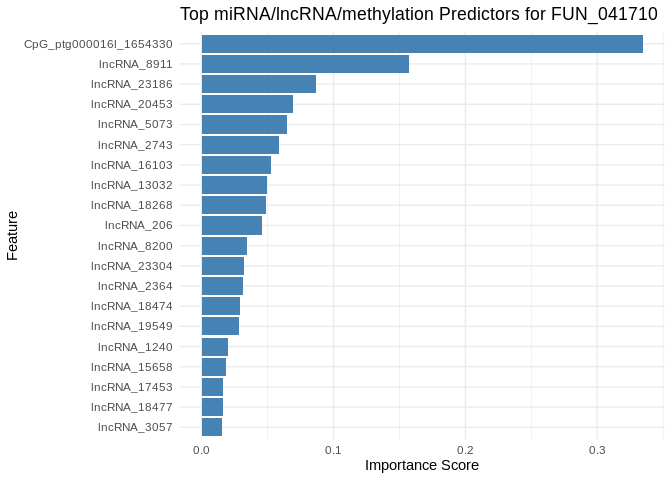 Top miRNA/lncRNA/methylation Predictors for FUN_041710
Feature
CpG_ptg000016l_1654330
lncRNA_8911
lncRNA_23186
lncRNA_20453
lncRNA_5073
lncRNA_2743
lncRNA_16103
lncRNA_13032
lncRNA_18268
lncRNA_206
lncRNA_8200
lncRNA_23304
lncRNA_2364
lncRNA_18474
lncRNA_19549
lncRNA_1240
lncRNA_15658
lncRNA_17453
lncRNA_18477
lncRNA_3057
0.0 0.1 0.2 0.3
Importance Score